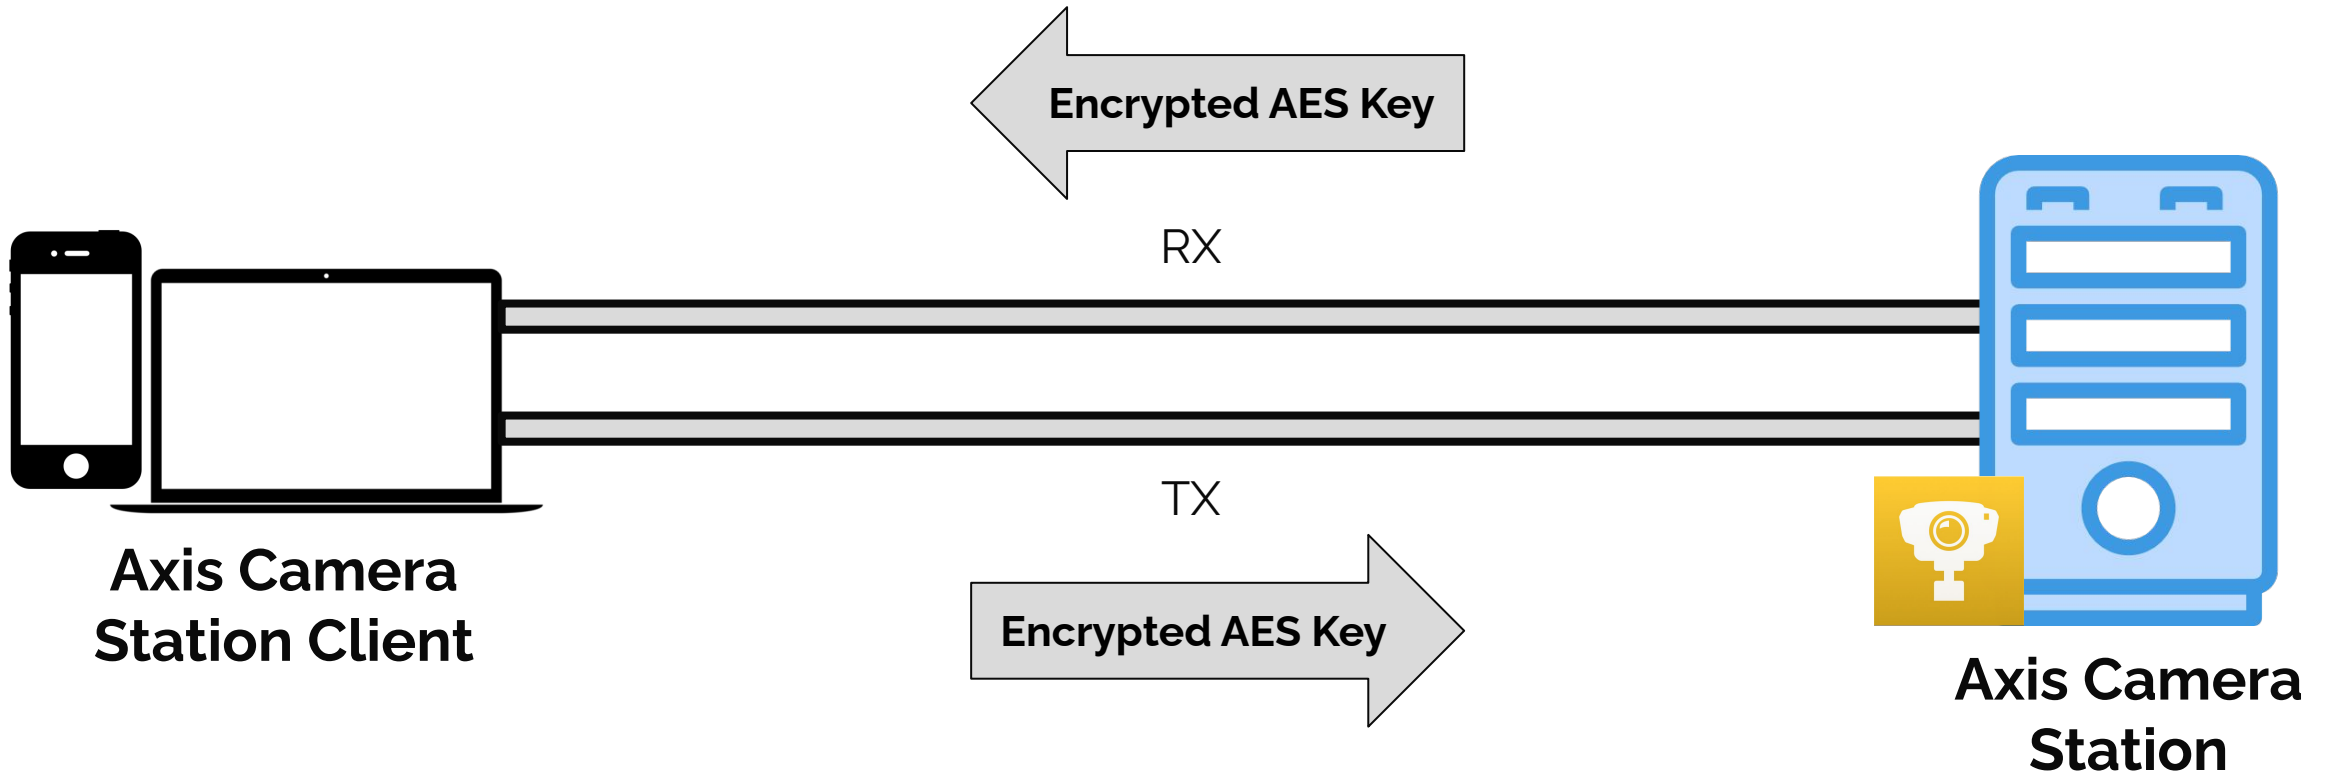 Encrypted AES Key
RX
TX
Encrypted AES Key
Axis Camera
Station Client
Axis Camera
Station